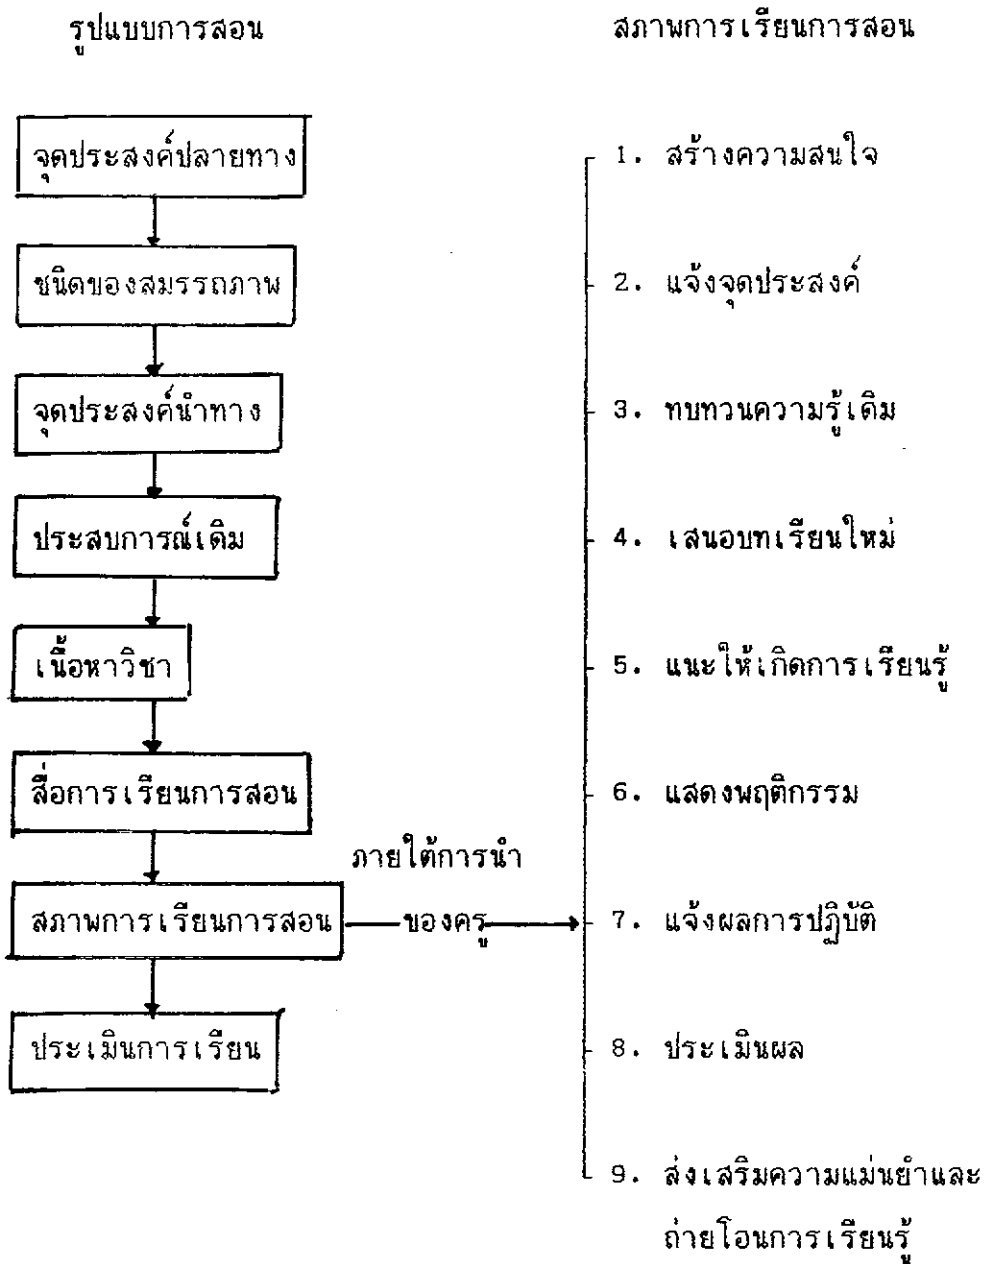 รูปแบบการสอน
สภาพการเรียนการสอน
จุดประสงค์ปลายทาง
ชนิดของสมรรถภาพ
จุดประสงค์นำทาง
ประสบการณ์เดิม
เนื้อหาวิชา
สื่อการเรียนการสอน
สภาพการเรียนการสอน
ประเมินการเรียน
ภายใต้การนำ
ของครู
1. สร้างความสนใจ
2. แจ้งจุดประสงค์
3. ทบทวนความรู้เดิม
4. เสนอบทเรียนใหม่
5. แนะให้เกิดการเรียนรู้
6. แสดงพฤติกรรม
7. แจ้งผลการปฏิบัติ
8. ประเมินผล
9. ส่งเสริมความแม่นยำและ
ถ่ายโอนการเรียนรู้